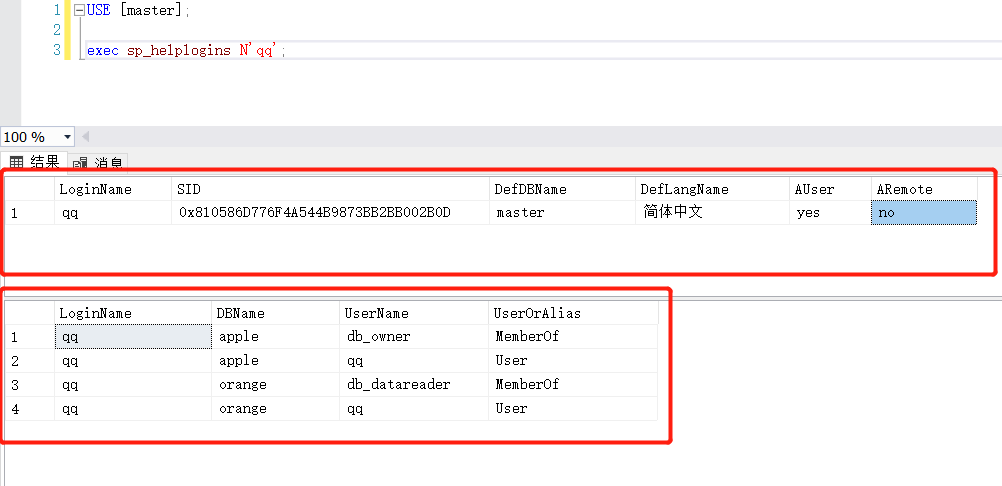 1 USE [master];
2
3 exec sp_helplogins N'qq';
100 %
结果 消息
LoginName SID DefDBName DefLangName AUser ARemote
1 qq 0x810586D776F4A544B9873BB2BB002B0D master 简体中文 yes no
LoginName DBName UserName UserOrAlias
1 qq apple db_owner MemberOf
2 qq apple qq User
3 qq orange db_datareader MemberOf
4 qq orange qq User